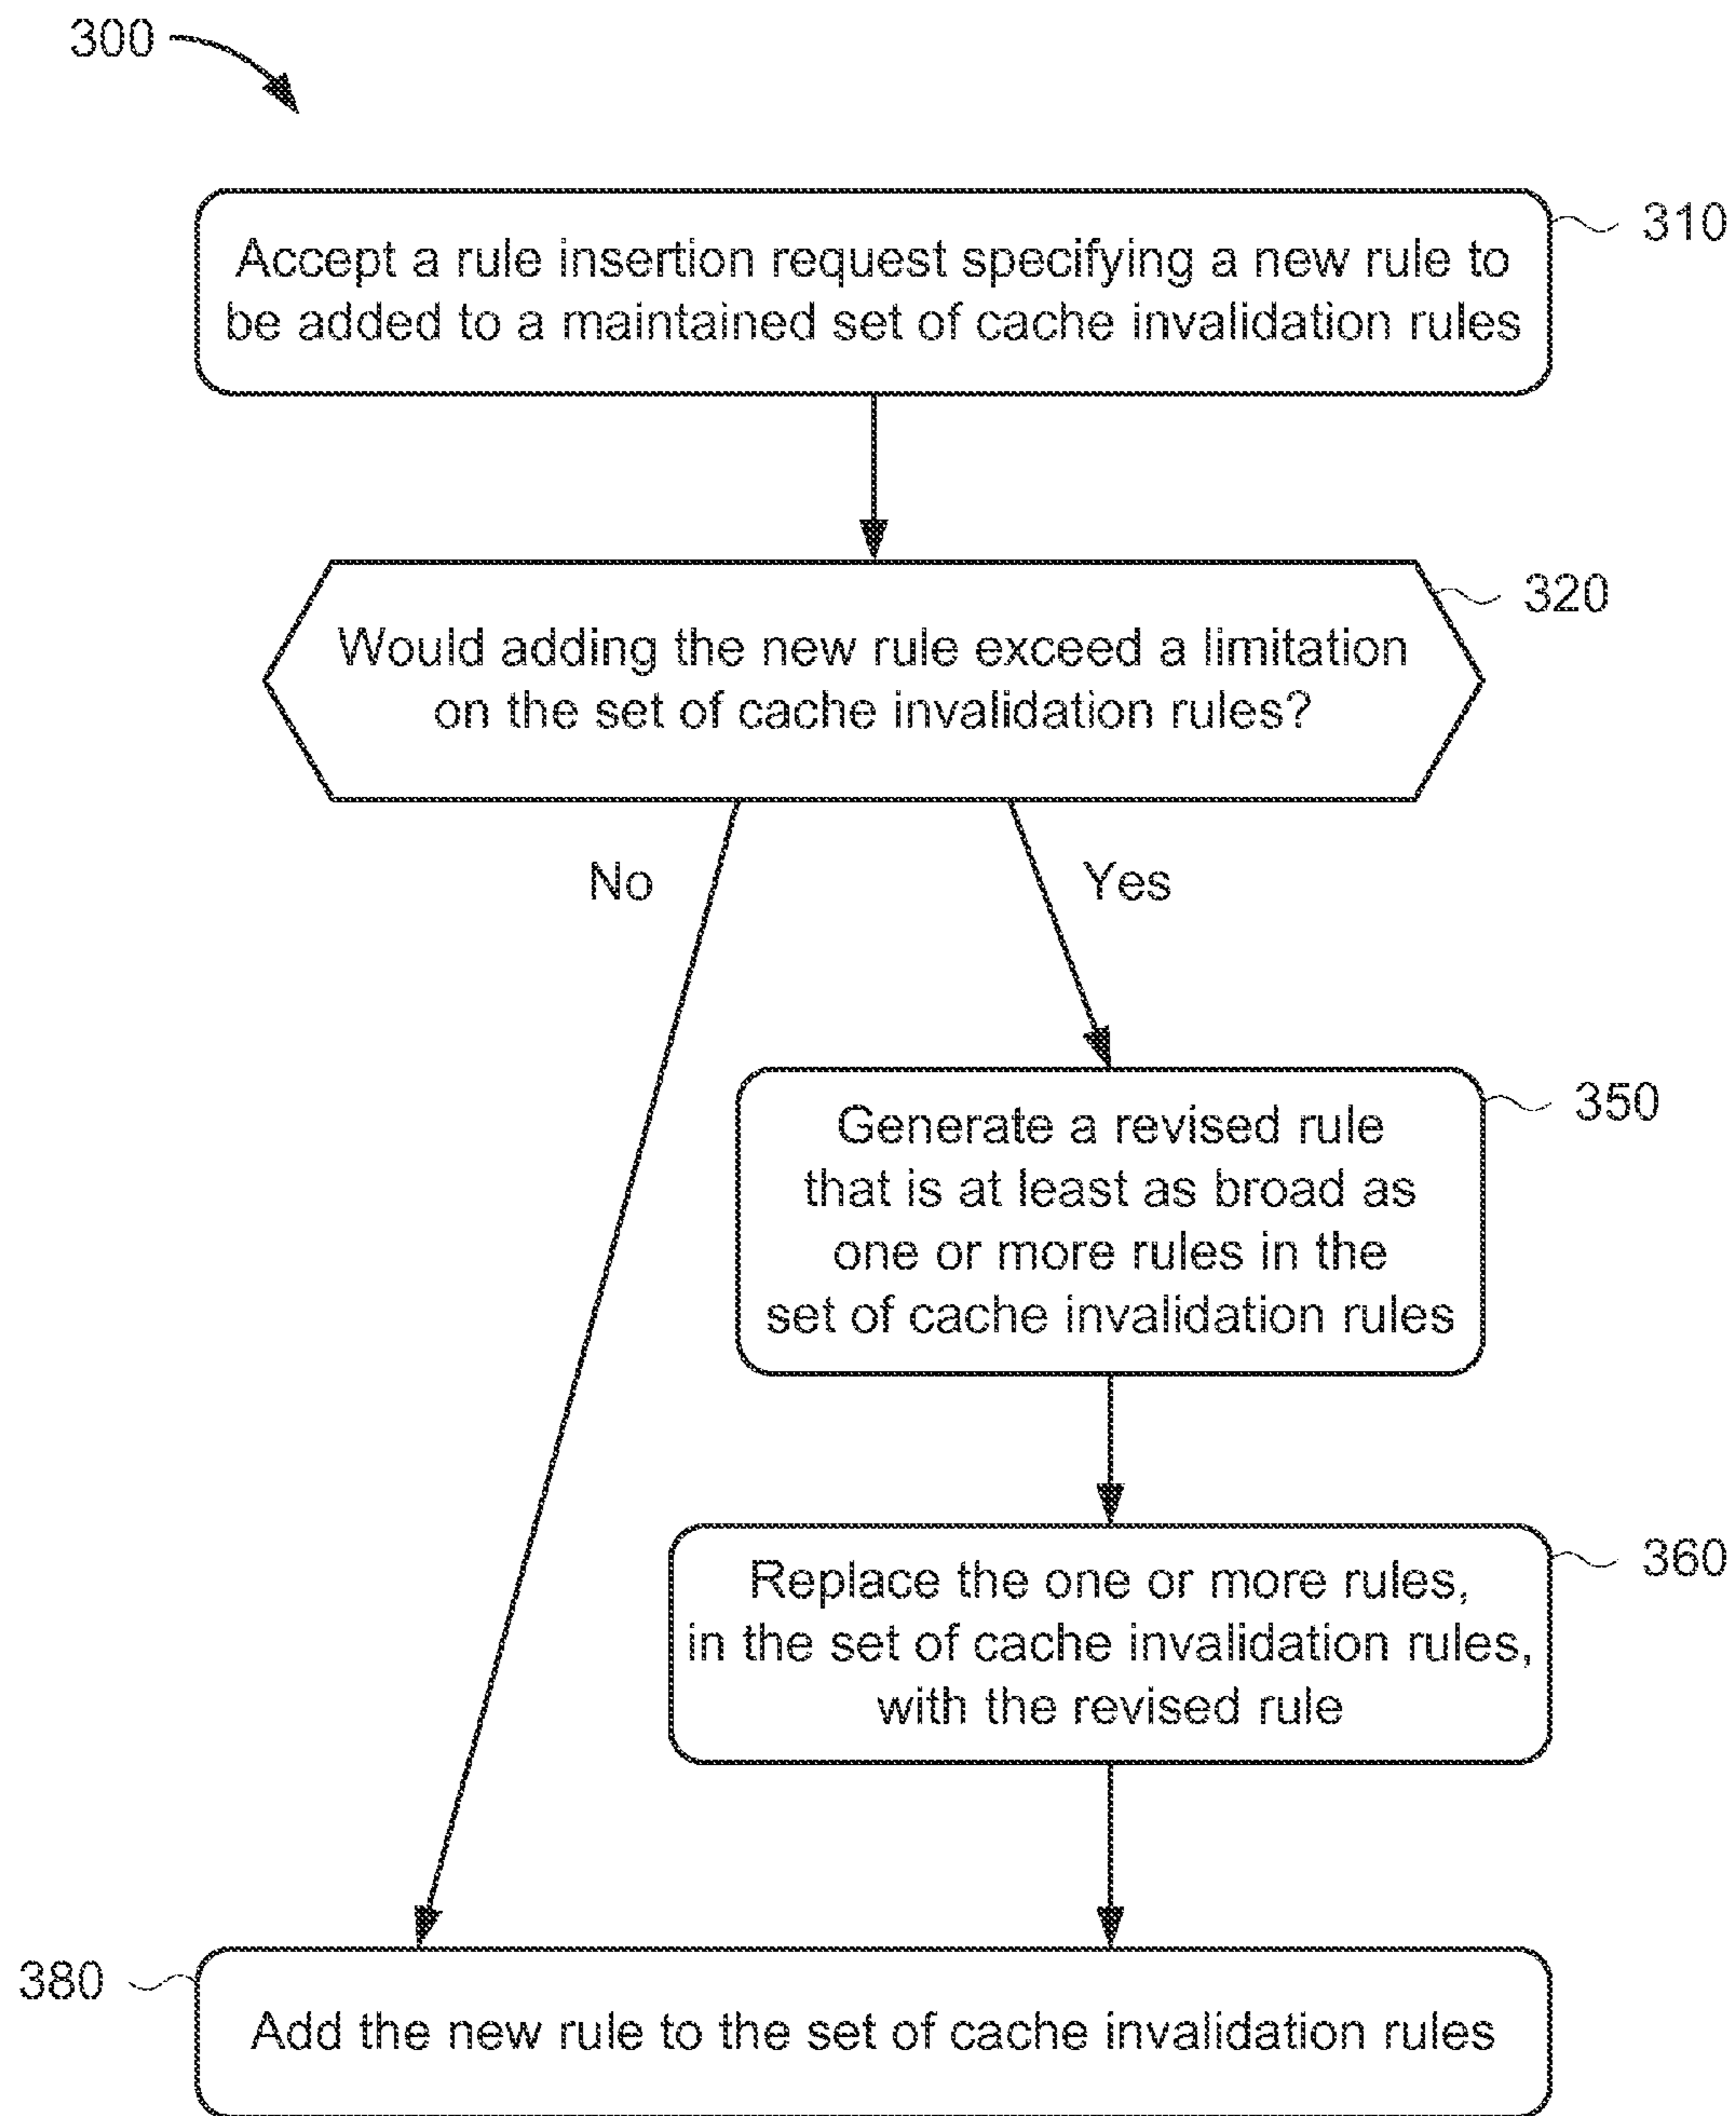 300
Accept a rule insertion request specifying a new rule to
be added to a maintained set of cache invalidation rules
310
Would adding the new rule exceed a limitation
on the set of cache invalidation rules?
320
No
Yes
Generate a revised rule
that is at least as broad as
one or more rules in the
set of cache invalidation rules
350
Replace the one or more rules,
in the set of cache invalidation rules,
with the revised rule
360
380
Add the new rule to the set of cache invalidation rules